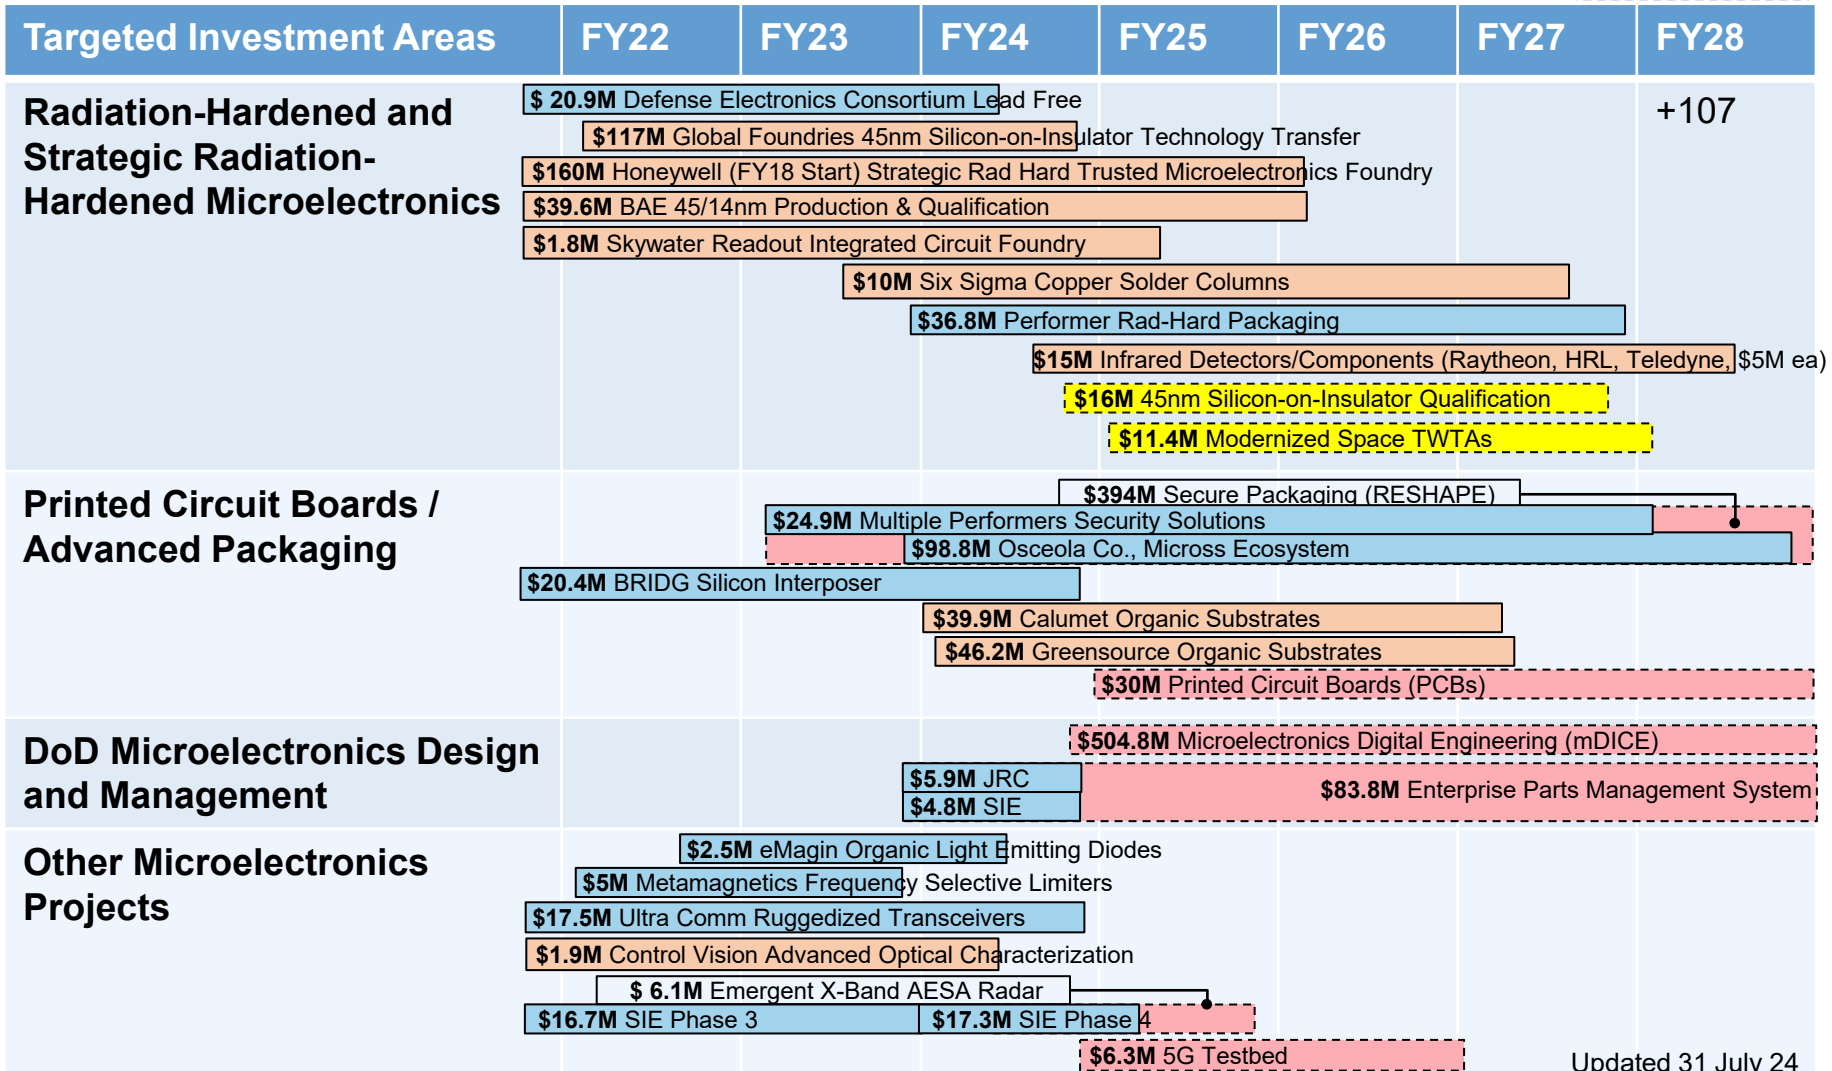 Targeted Investment Areas FY22 FY23 FY24 FY25 FY26 FY27 FY28
Radiation-Hardened and
Strategic Radiation-
Hardened Microelectronics
+107
$ 20.9M Defense Electronics Consortium Lead Free
$117M Global Foundries 45nm Silicon-on-Insulator Technology Transfer
$160M Honeywell (FY18 Start) Strategic Rad Hard Trusted Microelectronics Foundry
$39.6M BAE 45/14nm Production & Qualification
$1.8M Skywater Readout Integrated Circuit Foundry
$10M Six Sigma Copper Solder Columns
$36.8M Performer Rad-Hard Packaging
$15M Infrared Detectors/Components (Raytheon, HRL, Teledyne, $5M ea)
$16M 45nm Silicon-on-Insulator Qualification
$11.4M Modernized Space TWTAs
Printed Circuit Boards /
Advanced Packaging
$394M Secure Packaging (RESHAPE)
$24.9M Multiple Performers Security Solutions
$98.8M Osceola Co., Micross Ecosystem
$20.4M BRIDG Silicon Interposer
$39.9M Calumet Organic Substrates
$46.2M Greensource Organic Substrates
$30M Printed Circuit Boards (PCBs)
DoD Microelectronics Design
and Management
$504.8M Microelectronics Digital Engineering (mDICE)
$5.9M JRC
$4.8M SIE
$83.8M Enterprise Parts Management System
Other Microelectronics
Projects
$2.5M eMagin Organic Light Emitting Diodes
$5M Metamagnetics Frequency Selective Limiters
$17.5M Ultra Comm Ruggedized Transceivers
$1.9M Control Vision Advanced Optical Characterization
$ 6.1M Emergent X-Band AESA Radar
$16.7M SIE Phase 3
$17.3M SIE Phase 4
$6.3M 5G Testbed
Updated 31 July 24